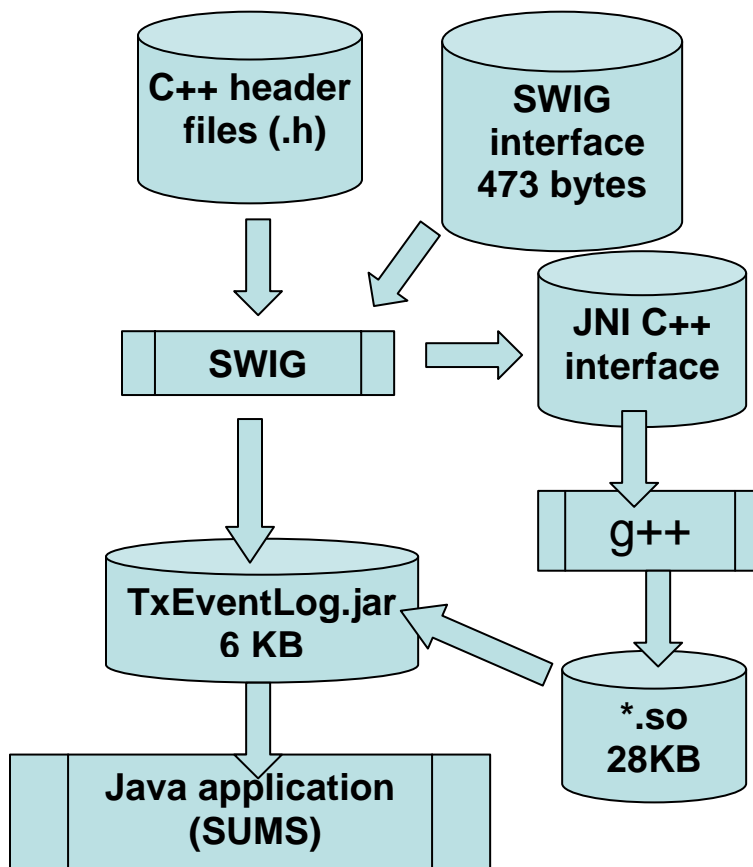 C++ header
files (.h)
SWIG
interface
473 bytes
JNI C++
interface
SWIG
g++
TxEventLog.jar
6 KB
*.so
28KB
Java application
(SUMS)